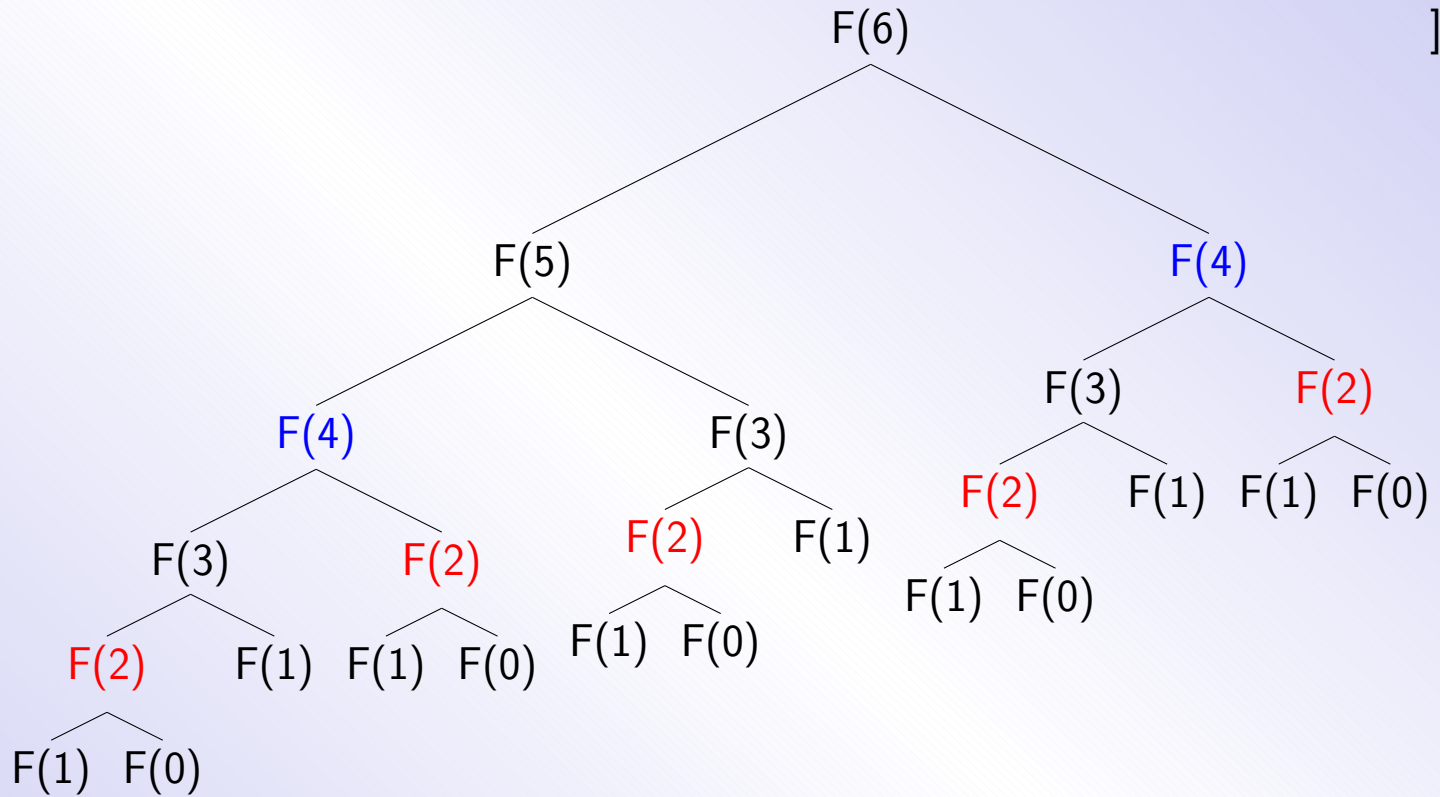 F(6) ]
F(5) F(4)
F(3) F(2)
F(4) F(3)
F(2) F(1) F(1) F(0)
F(2) F(1)
F(3) F(2)
F(1) F(0)
F(1) F(0)
F(2) F(1) F(1) F(0)
F(1) F(0)